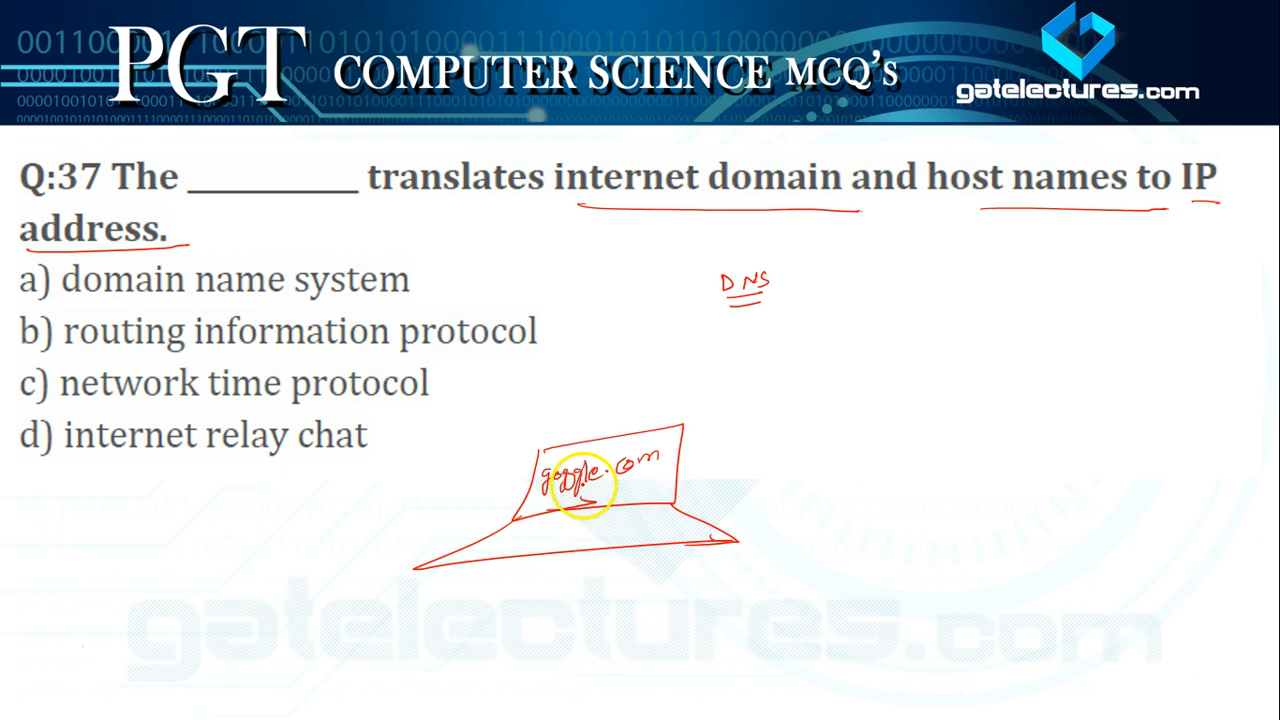 PGT COMPUTER SCIENCE MCQ's
gatelectures.com
Q:37 The __________ translates internet domain and host names to IP
address.
DNS
a) domain name system
b) routing information protocol
c) network time protocol
d) internet relay chat
google.com
gatelectures.com